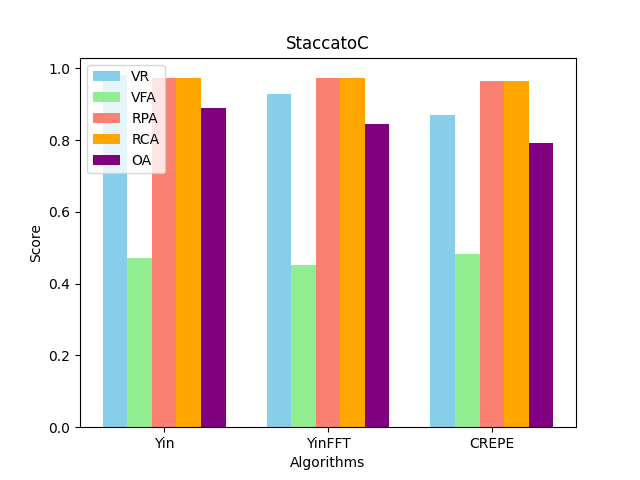 StaccatoC
1.0
0.8
0.6
0.4
0.2
0.0
Score
VR
VFA
RPA
RCA
OA
Yin
YinFFT
CREPE
Algorithms